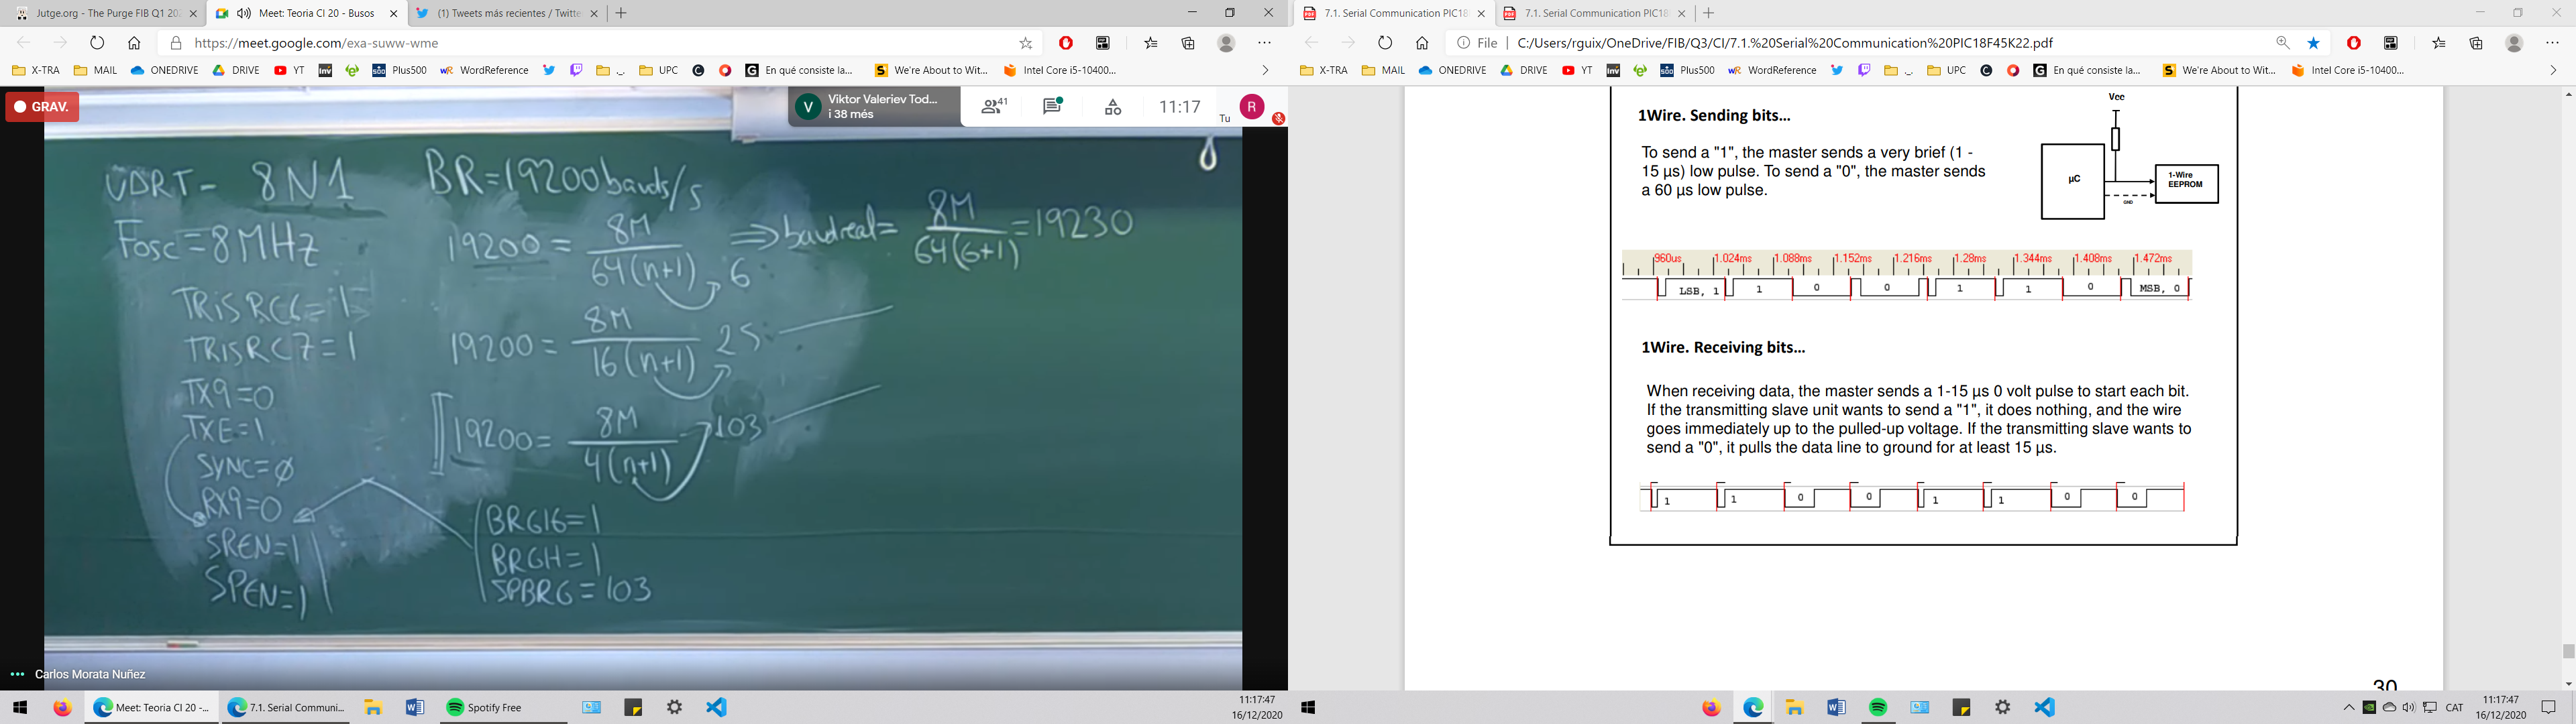 Jutge.org - The Purge FIB Q1 20
Meet: Teoria CI 20 - Busos
(1) Tweets más recientes / Twitte
https://meet.google.com/exa-suww-wme
X-TRA MAIL ONEDRIVE DRIVE YT Inv Plus500 WordReference UPC En qué consiste la... We're About to Wit... Intel Core i5-10400...
GRAV.
Viktor Valeriev Tod...
i 38 més
41
11:17
Tu
R
UART - 8N1 BR=19200 bauds/s
Fosc=8MHz
19200 = 8M / 64(n+1) 6 => baudreal = 8M / 64(6+1) = 19230
TRISRC6=1
TRISRC7=1
19200 = 8M / 16(n+1) 25
TX9=0
TXE=1
19200 = 8M / 4(n+1) 103
SYNC=Ø
RX9=0
SREN=1
SPEN=1
BRG16=1
BRGH=1
SPBRG=103
Carlos Morata Nuñez
Meet: Teoria CI 20 -...
7.1. Serial Communi...
Spotify Free
11:17:47
16/12/2020
7.1. Serial Communication PIC18
7.1. Serial Communication PIC18
File C:/Users/rguix/OneDrive/FIB/Q3/CI/7.1.%20Serial%20Communication%20PIC18F45K22.pdf
X-TRA MAIL ONEDRIVE DRIVE YT Inv Plus500 WordReference UPC En qué consiste la... We're About to Wit... Intel Core i5-10400...
1Wire. Sending bits...
To send a "1", the master sends a very brief (1 -
15 µs) low pulse. To send a "0", the master sends
a 60 µs low pulse.
Vcc
µC
1-Wire
EEPROM
GND
960us 1.024ms 1.088ms 1.152ms 1.216ms 1.28ms 1.344ms 1.408ms 1.472ms
LSB, 1 1 0 0 1 1 0 MSB, 0
1Wire. Receiving bits...
When receiving data, the master sends a 1-15 µs 0 volt pulse to start each bit.
If the transmitting slave unit wants to send a "1", it does nothing, and the wire
goes immediately up to the pulled-up voltage. If the transmitting slave wants to
send a "0", it pulls the data line to ground for at least 15 µs.
1 1 0 0 1 1 0 0
30
CAT
11:17:47
16/12/2020